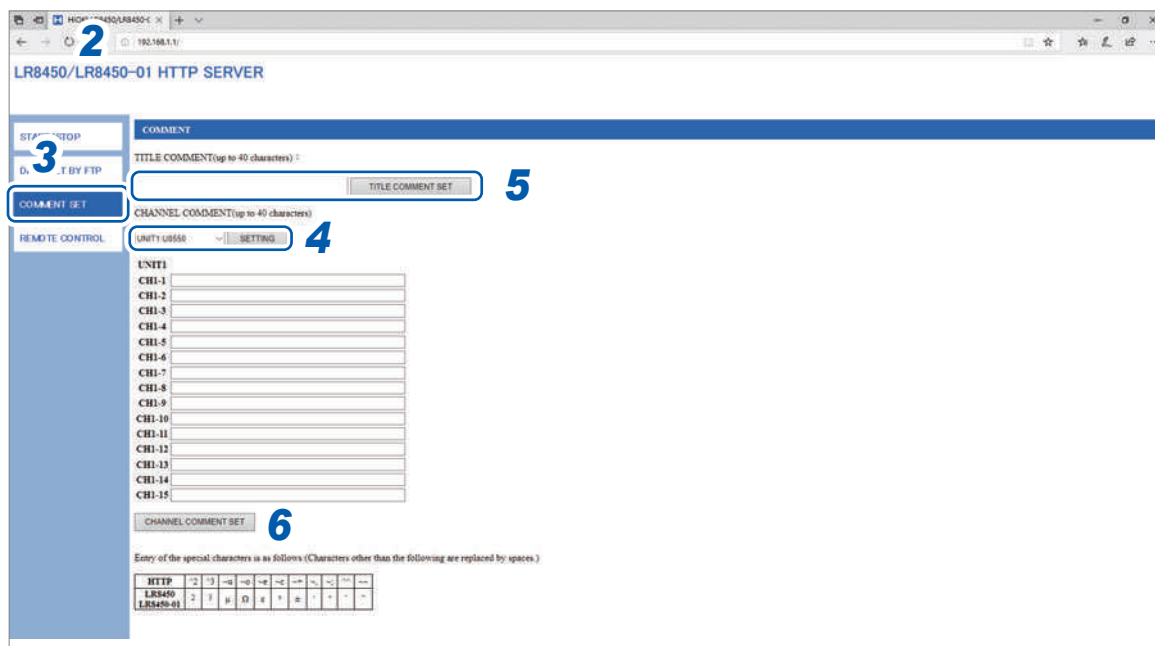 192.168.1.1/
2
LR8450/LR8450-01 HTTP SERVER
3
COMMENT SET
REMOTE CONTROL
COMMENT
TITLE COMMENT(up to 40 characters) :
TITLE COMMENT SET
5
CHANNEL COMMENT(up to 40 characters)
UNIT1:U8550 SETTING
4
UNIT1
CH1-1
CH1-2
CH1-3
CH1-4
CH1-5
CH1-6
CH1-7
CH1-8
CH1-9
CH1-10
CH1-11
CH1-12
CH1-13
CH1-14
CH1-15
CHANNEL COMMENT SET
6
Entry of the special characters is as follows:(Characters other than the following are replaced by spaces.)
HTTP ^2 ^3 ~u ~o ~e ~c ~+ ~, ~; ^^ ~~
LR8450
LR8450-01 2 3 μ Ω ε ° ±